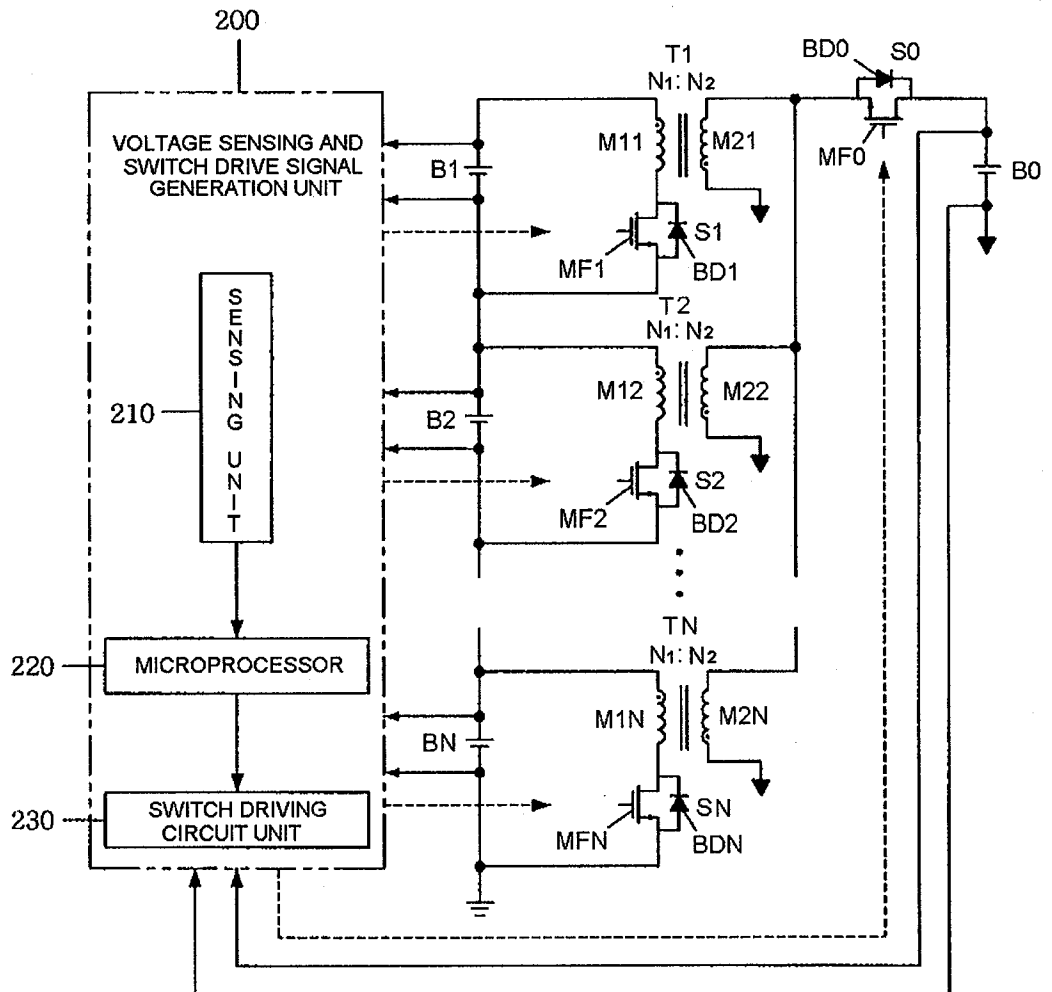 200
VOLTAGE SENSING AND
SWITCH DRIVE SIGNAL
GENERATION UNIT
SENSING UNIT
210
220
MICROPROCESSOR
230
SWITCH DRIVING
CIRCUIT UNIT
T1
N1: N2
M11
M21
B1
S1
MF1
BD1
BD0
S0
MF0
B0
T2
N1: N2
M12
M22
B2
S2
MF2
BD2
TN
N1: N2
M1N
M2N
BN
SN
MFN
BDN